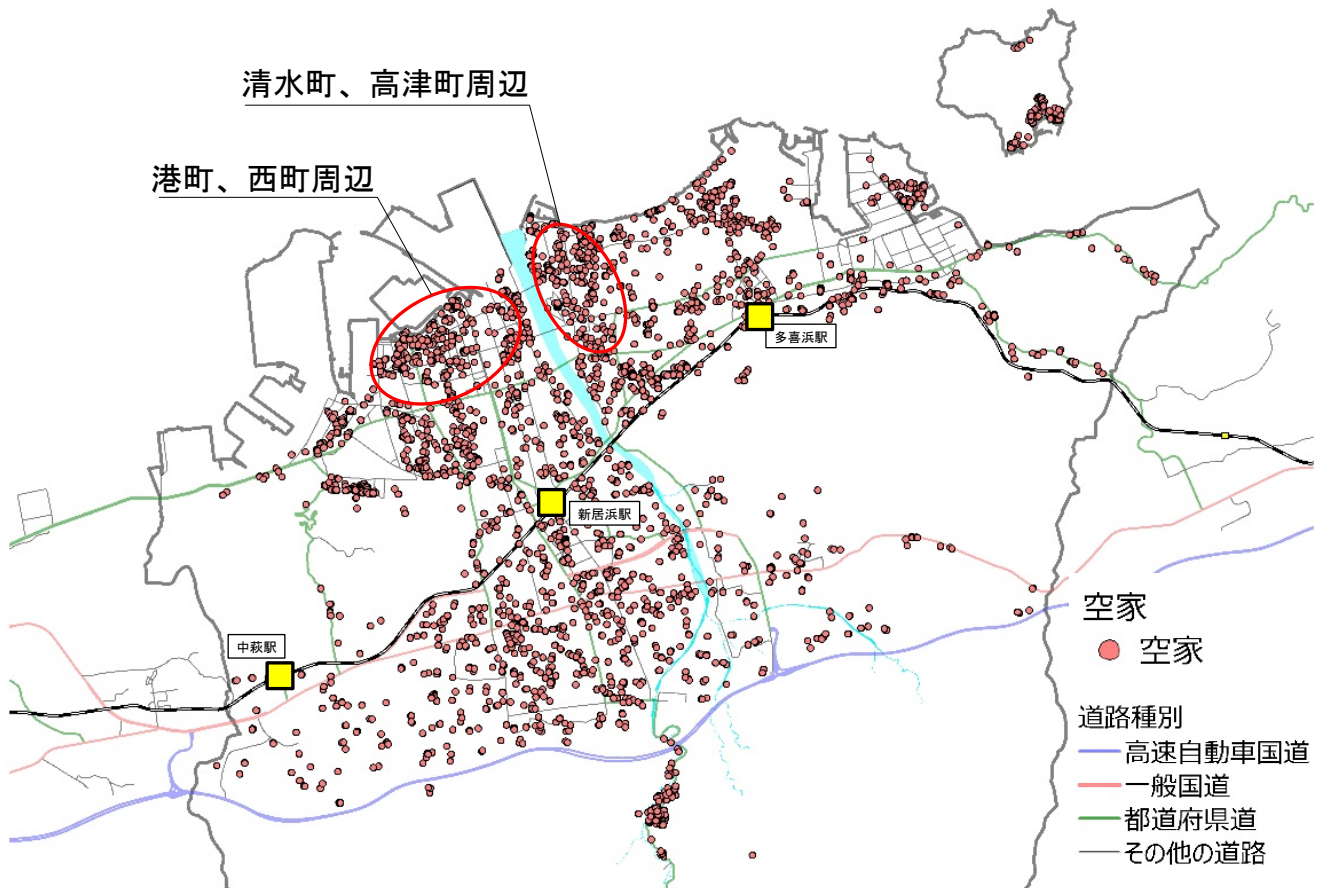 清水町、高津町周辺
港町、西町周辺
多喜浜駅
新居浜駅
中萩駅
空家
空家
道路種別
高速自動車国道
一般国道
都道府県道
その他の道路